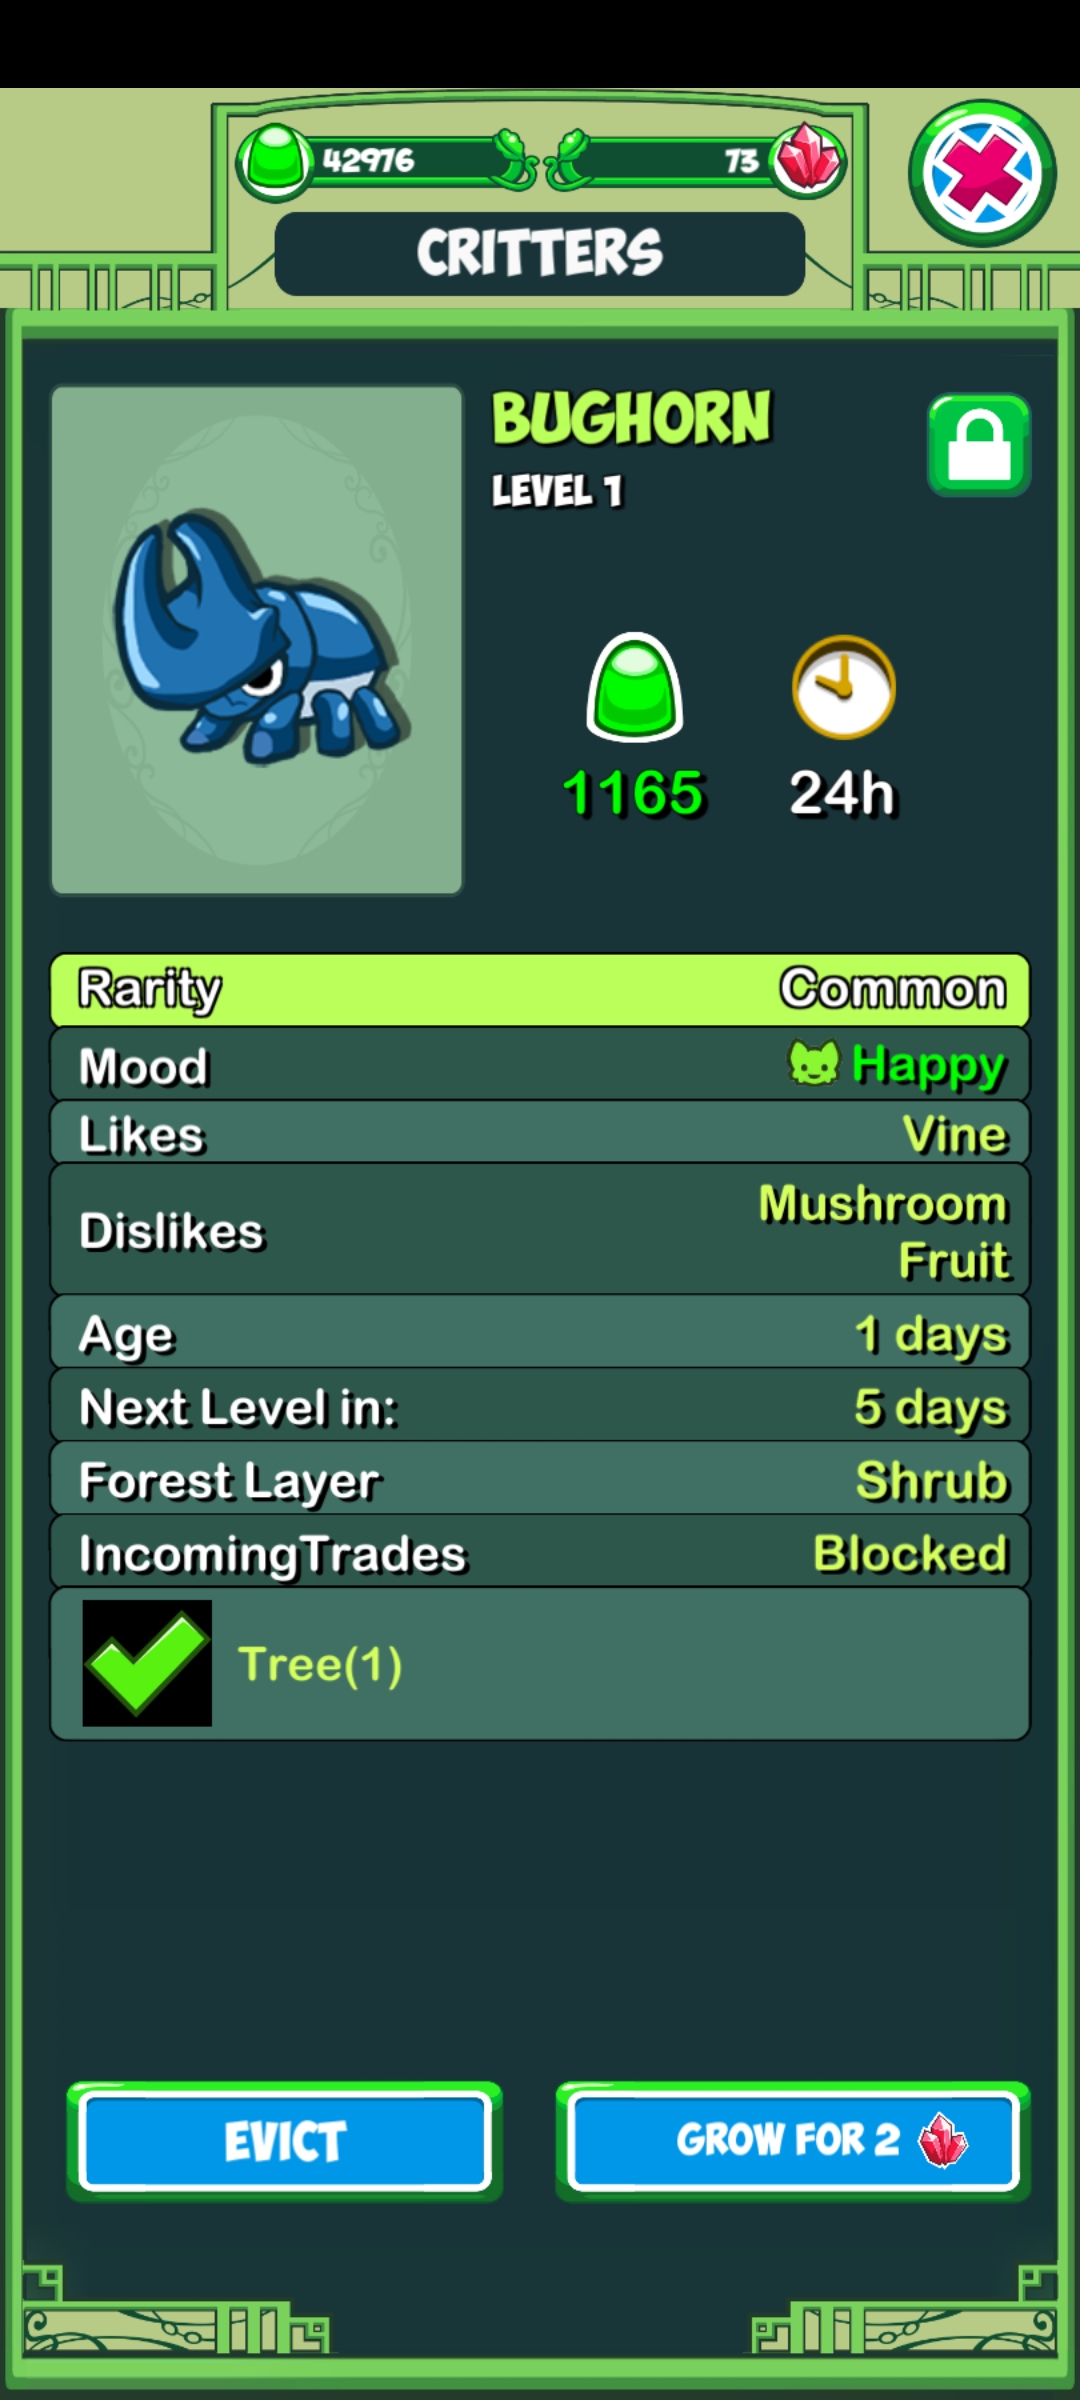 42976
73
CRITTERS
BUGHORN
LEVEL 1
1165
24h
Rarity Common
Mood Happy
Likes Vine
Dislikes Mushroom
Fruit
Age 1 days
Next Level in: 5 days
Forest Layer Shrub
IncomingTrades Blocked
Tree(1)
EVICT
GROW FOR 2